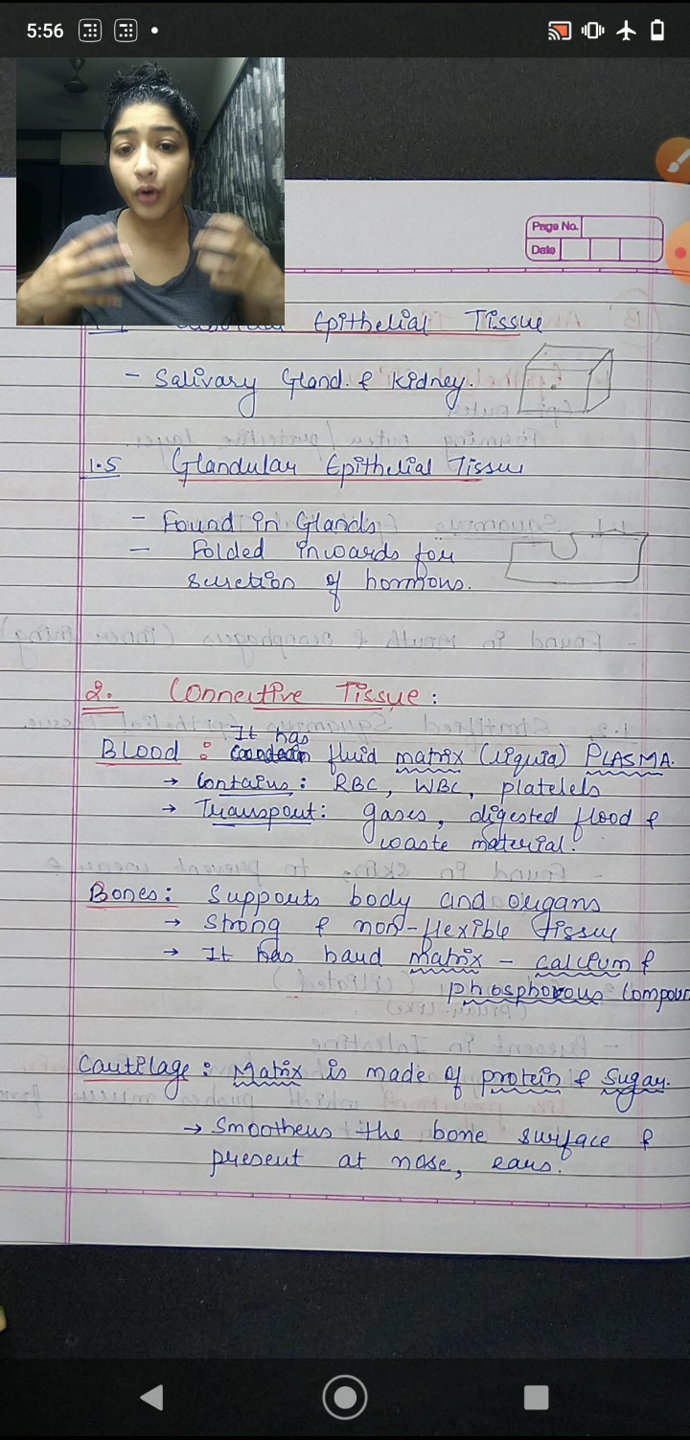 5:56
Page No.
Date
Epithelial Tissue
- Salivary Gland & Kidney.
1.5 Glandular Epithelial Tissue
- Found in Glands
- Folded inwards for
secretion of hormons.
2. Connective Tissue:
It has
Blood: fluid matrix (liquid) PLASMA.
→ Contains: RBC, WBC, platelets
→ Transport: gases, digested flood &
waste material.
Bones: Supports body and organs
→ Strong & non-flexible tissue
→ It has hard matrix - calcium &
phosphorous compoun
Cartilage: Matrix is made of protein & Sugar.
→ Smoothens the bone surface &
present at nose, ears.